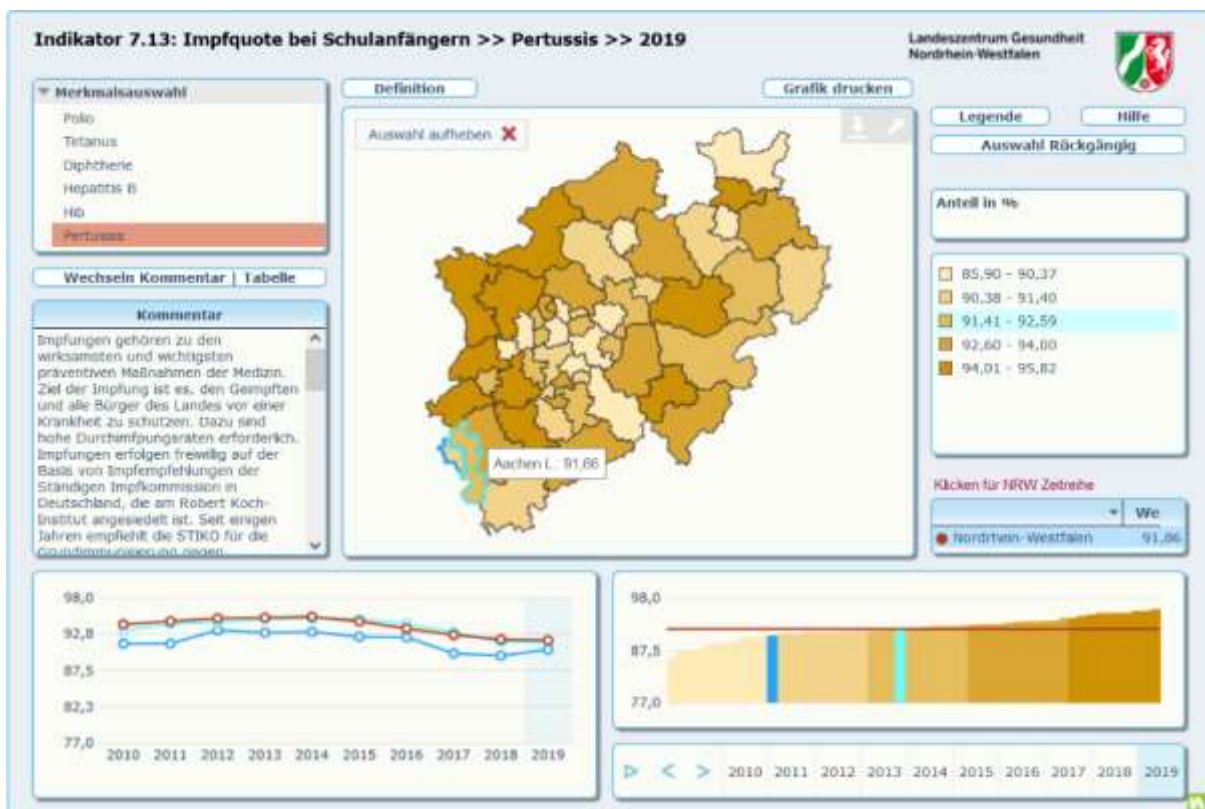 Indikator 7.13: Impfquote bei Schulanfängern >> Pertussis >> 2019
Landeszentrum Gesundheit
Nordrhein-Westfalen
Merkmalsauswahl
Polio
Tetanus
Diphtherie
Hepatitis B
Hib
Pertussis
Wechseln Kommentar | Tabelle
Kommentar
Impfungen gehören zu den
wirksamsten und wichtigsten
präventiven Maßnahmen der Medizin.
Ziel der Impfung ist es, den Geimpften
und alle Bürger des Landes vor einer
Krankheit zu schützen. Dazu sind
hohe Durchimfpungsraten erforderlich.
Impfungen erfolgen freiwillig auf der
Basis von Impfempfehlungen der
Ständigen Impfkommission in
Deutschland, die am Robert Koch-
Institut angesiedelt ist. Seit einigen
Jahren empfiehlt die STIKO für die
Grundimmunisierung gegen
Definition
Grafik drucken
Auswahl aufheben
Aachen L.: 91,66
Legende
Hilfe
Auswahl Rückgängig
Anteil in %
85,90 - 90,37
90,38 - 91,40
91,41 - 92,59
92,60 - 94,00
94,01 - 95,82
Klicken für NRW Zeitreihe
We
Nordrhein-Westfalen 91,86
98,0
92,8
87,5
82,3
77,0
2010 2011 2012 2013 2014 2015 2016 2017 2018 2019
98,0
87,5
77,0
2010 2011 2012 2013 2014 2015 2016 2017 2018 2019